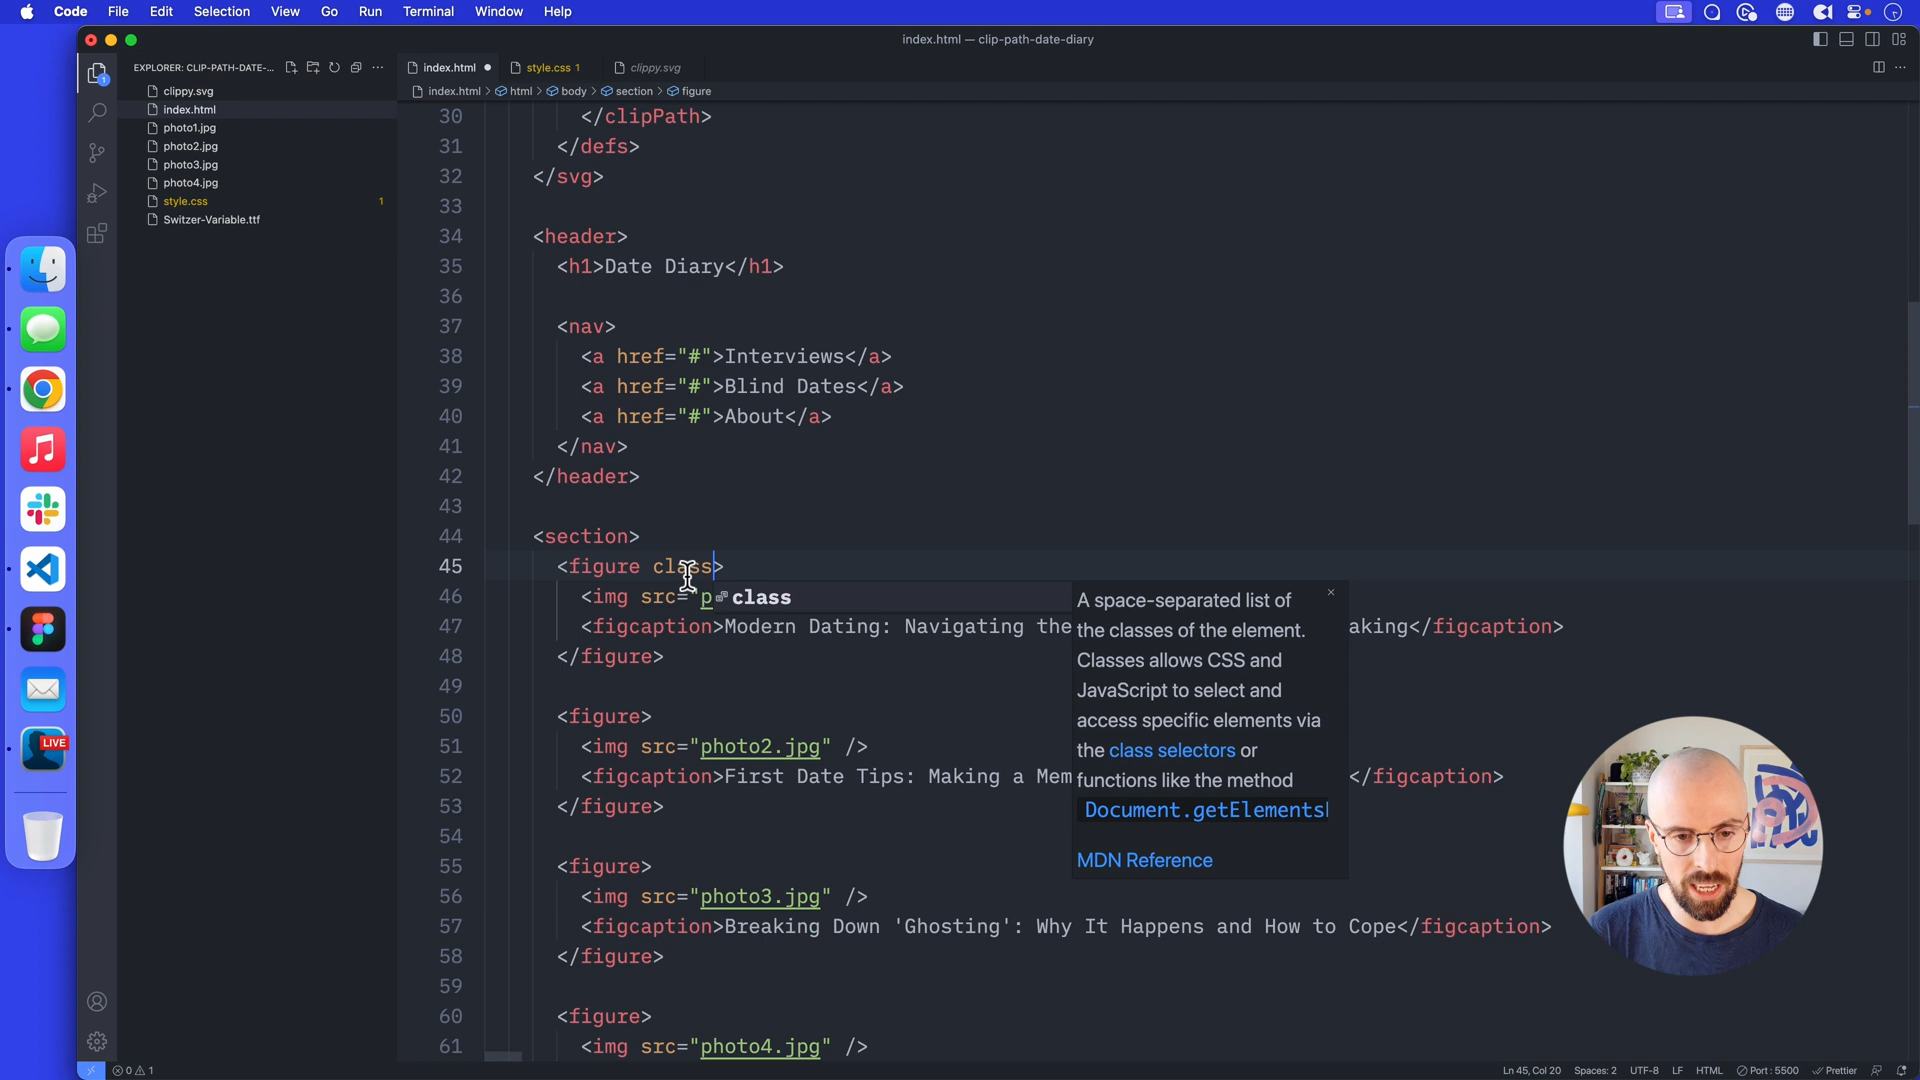 Code File Edit Selection View Go Run Terminal Window Help
index.html — clip-path-date-diary
EXPLORER: CLIP-PATH-DATE-...
index.html
style.css 1
clippy.svg
index.html > html > body > section > figure
1
clippy.svg
index.html
photo1.jpg
photo2.jpg
photo3.jpg
photo4.jpg
style.css 1
Switzer-Variable.ttf
30 </clipPath>
31 </defs>
32 </svg>
33
34 <header>
35 <h1>Date Diary</h1>
36
37 <nav>
38 <a href="#">Interviews</a>
39 <a href="#">Blind Dates</a>
40 <a href="#">About</a>
41 </nav>
42 </header>
43
44 <section>
45 <figure class>
46 <img src="p
47 <figcaption>Modern Dating: Navigating the aking</figcaption>
48 </figure>
49
50 <figure>
51 <img src="photo2.jpg" />
52 <figcaption>First Date Tips: Making a Mem </figcaption>
53 </figure>
54
55 <figure>
56 <img src="photo3.jpg" />
57 <figcaption>Breaking Down 'Ghosting': Why It Happens and How to Cope</figcaption>
58 </figure>
59
60 <figure>
61 <img src="photo4.jpg" />
class
A space-separated list of
the classes of the element.
Classes allows CSS and
JavaScript to select and
access specific elements via
the class selectors or
functions like the method
Document.getElements
MDN Reference
LIVE
0 1
Ln 45, Col 20 Spaces: 2 UTF-8 LF HTML Port : 5500 Prettier